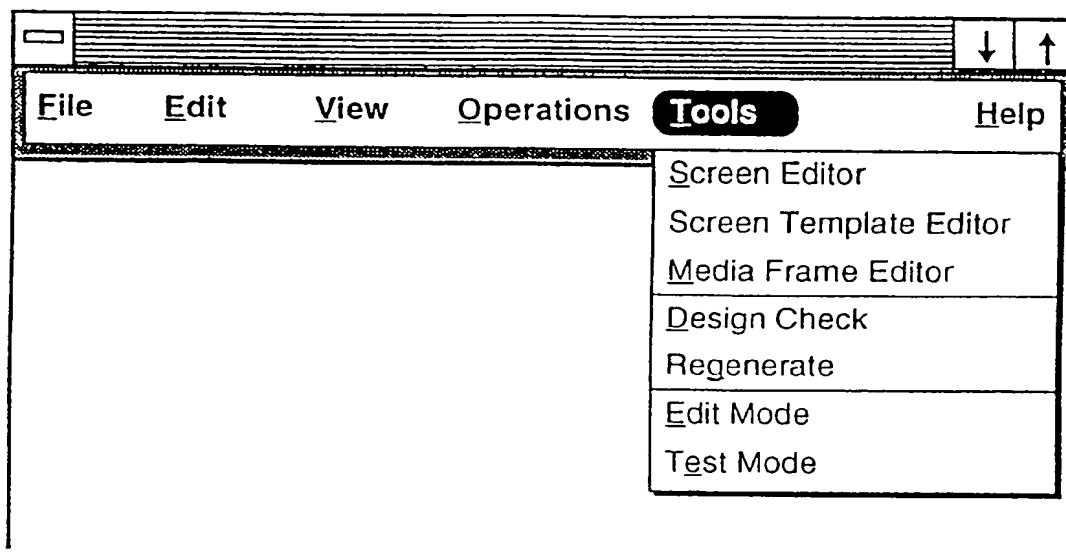 File Edit View Operations Tools Help
Screen Editor
Screen Template Editor
Media Frame Editor
Design Check
Regenerate
Edit Mode
Test Mode